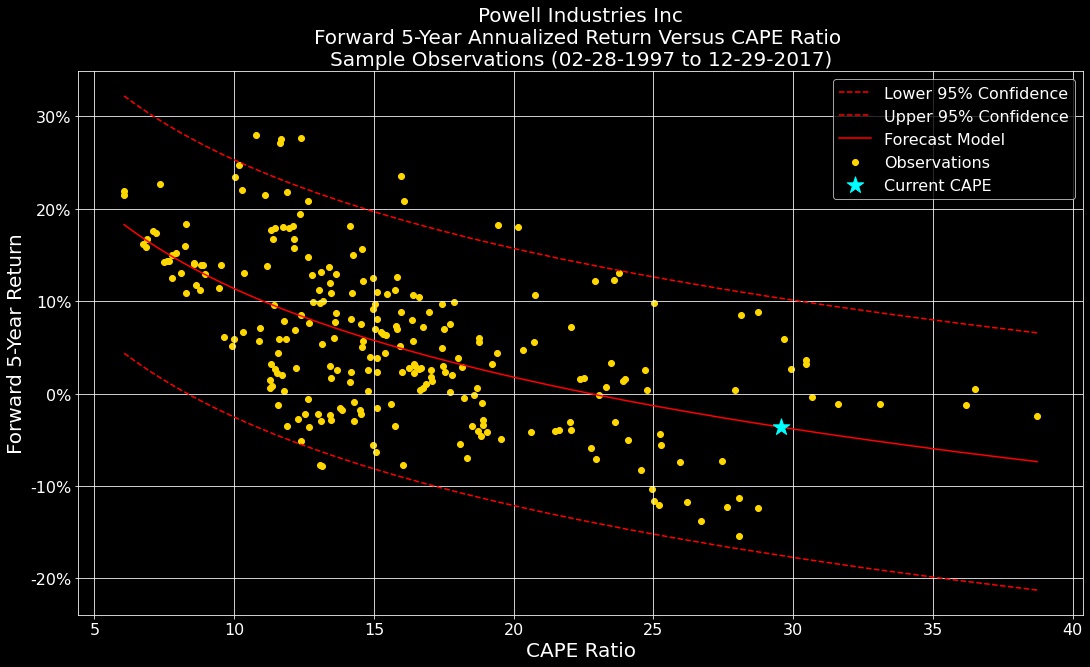 Powell Industries Inc
Forward 5-Year Annualized Return Versus CAPE Ratio
Sample Observations (02-28-1997 to 12-29-2017)
Lower 95% Confidence
Upper 95% Confidence
Forecast Model
Observations
Current CAPE
Forward 5-Year Return
30%
20%
10%
0%
-10%
-20%
5
10
15
20
25
30
35
40
CAPE Ratio